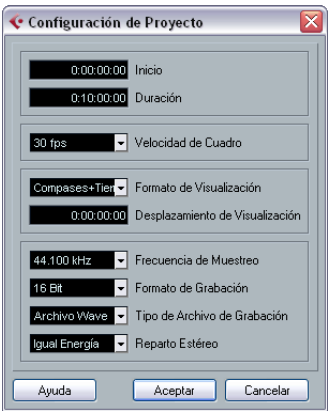 Configuración de Proyecto
0:00:00:00 Inicio
0:10:00:00 Duración
30 fps Velocidad de Cuadro
Compases+Tien Formato de Visualización
0:00:00:00 Desplazamiento de Visualización
44.100 kHz Frecuencia de Muestreo
16 Bit Formato de Grabación
Archivo Wave Tipo de Archivo de Grabación
Igual Energía Reparto Estéreo
Ayuda Aceptar Cancelar